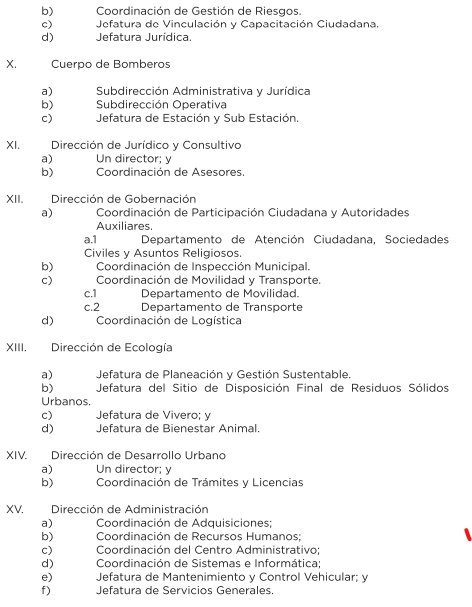 b) Coordinación de Gestión de Riesgos.
c) Jefatura de Vinculación y Capacitación Ciudadana.
d) Jefatura Jurídica.
X. Cuerpo de Bomberos
a) Subdirección Administrativa y Jurídica
b) Subdirección Operativa
c) Jefatura de Estación y Sub Estación.
XI. Dirección de Jurídico y Consultivo
a) Un director; y
b) Coordinación de Asesores.
XII. Dirección de Gobernación
a) Coordinación de Participación Ciudadana y Autoridades
Auxiliares.
a.1 Departamento de Atención Ciudadana, Sociedades
Civiles y Asuntos Religiosos.
b) Coordinación de Inspección Municipal.
c) Coordinación de Movilidad y Transporte.
c.1 Departamento de Movilidad.
c.2 Departamento de Transporte
d) Coordinación de Logística
XIII. Dirección de Ecología
a) Jefatura de Planeación y Gestión Sustentable.
b) Jefatura del Sitio de Disposición Final de Residuos Sólidos
Urbanos.
c) Jefatura de Vivero; y
d) Jefatura de Bienestar Animal.
XIV. Dirección de Desarrollo Urbano
a) Un director; y
b) Coordinación de Trámites y Licencias
XV. Dirección de Administración
a) Coordinación de Adquisiciones;
b) Coordinación de Recursos Humanos;
c) Coordinación del Centro Administrativo;
d) Coordinación de Sistemas e Informática;
e) Jefatura de Mantenimiento y Control Vehicular; y
f) Jefatura de Servicios Generales.